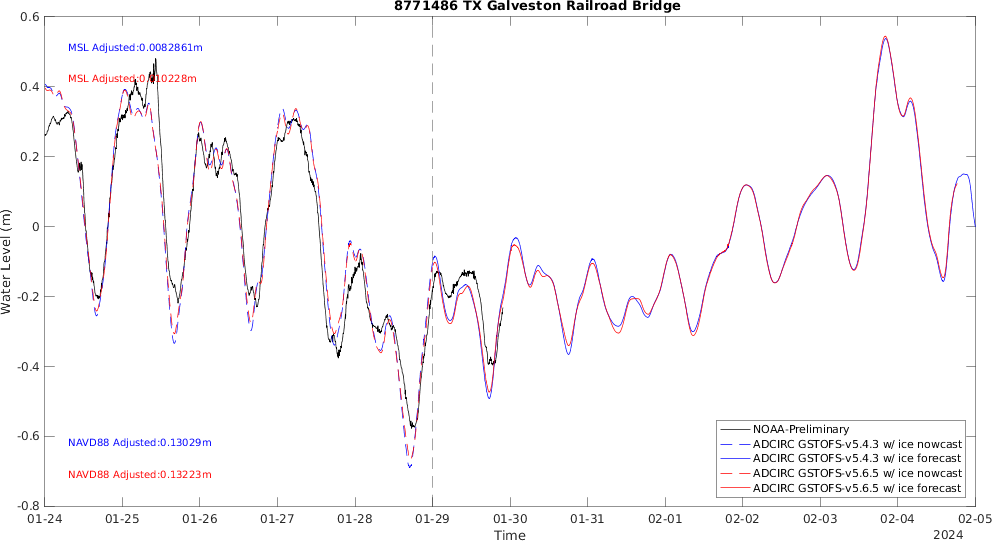 8771486 TX Galveston Railroad Bridge
Water Level (m)
0.6
0.4
0.2
0
-0.2
-0.4
-0.6
-0.8
MSL Adjusted:0.0082861m
MSL Adjusted:0.010228m
NAVD88 Adjusted:0.13029m
NAVD88 Adjusted:0.13223m
NOAA-Preliminary
ADCIRC GSTOFS-v5.4.3 w/ ice nowcast
ADCIRC GSTOFS-v5.4.3 w/ ice forecast
ADCIRC GSTOFS-v5.6.5 w/ ice nowcast
ADCIRC GSTOFS-v5.6.5 w/ ice forecast
01-24 01-25 01-26 01-27 01-28 01-29 01-30 01-31 02-01 02-02 02-03 02-04 02-05
Time
2024